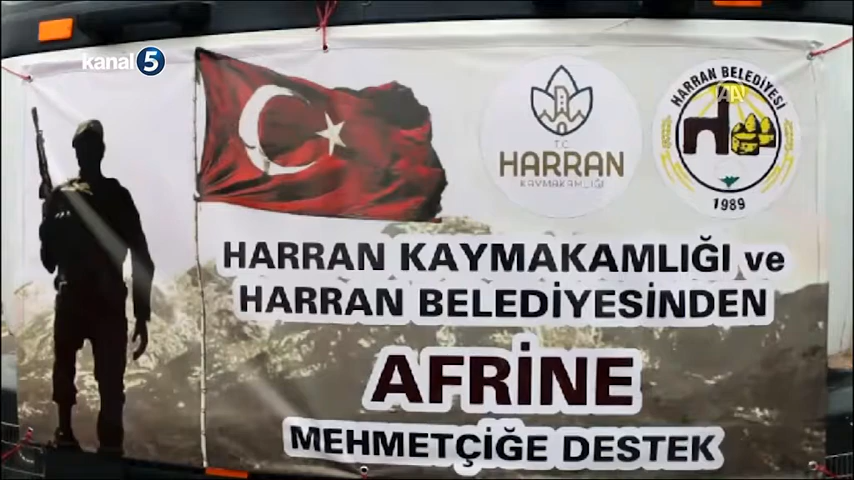 kanal 5
AA
T.C.
HARRAN
KAYMAKAMLIĞI
HARRAN BELEDİYESİ
1989
HARRAN KAYMAKAMLIĞI ve
HARRAN BELEDİYESİNDEN
AFRİNE
MEHMETÇİĞE DESTEK